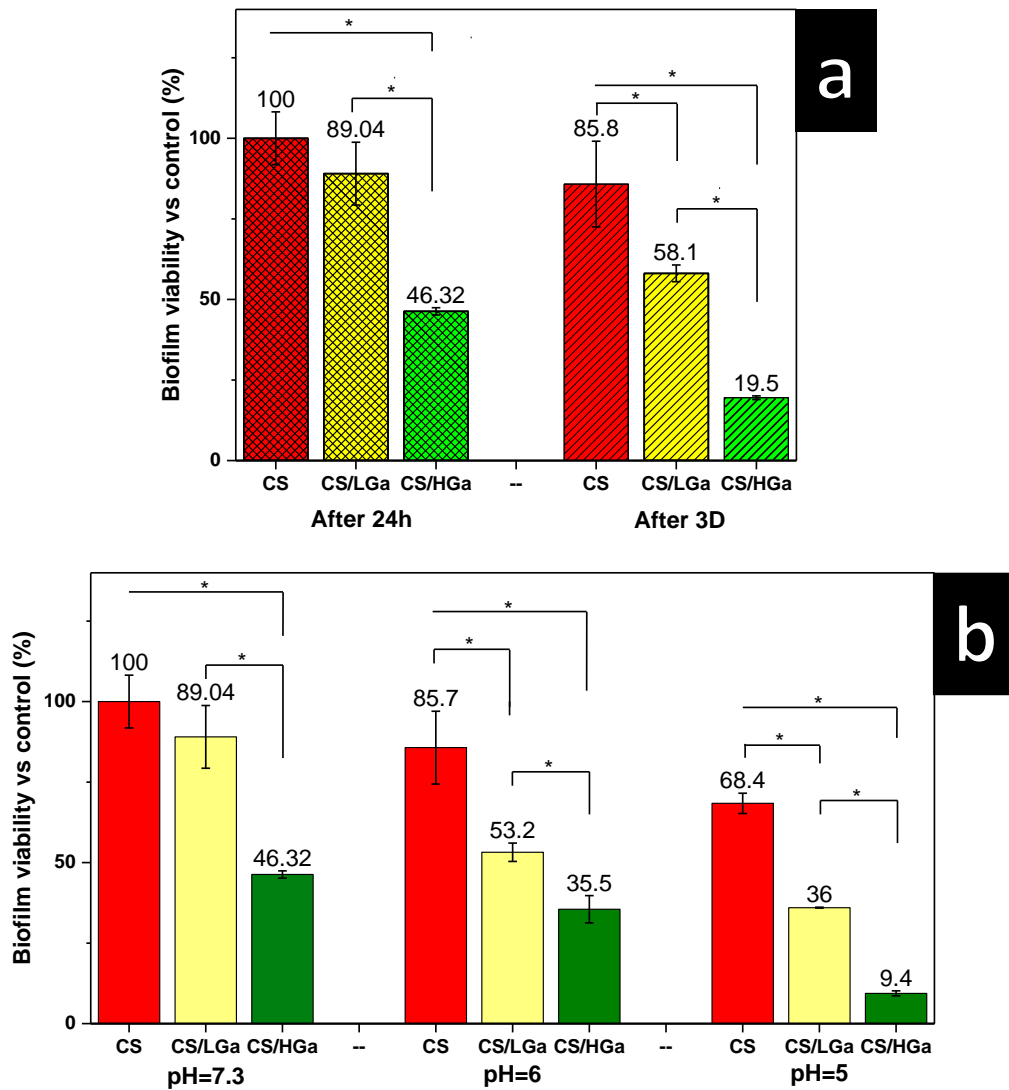 a
Biofilm viability vs control (%)
100
50
0
* * * * *
100 89.04 46.32 85.8 58.1 19.5
CS CS/LGa CS/HGa -- CS CS/LGa CS/HGa
After 24h After 3D
b
Biofilm viability vs control (%)
100
50
0
* * * * * * * *
100 89.04 46.32 85.7 53.2 35.5 68.4 36 9.4
CS CS/LGa CS/HGa -- CS CS/LGa CS/HGa -- CS CS/LGa CS/HGa
pH=7.3 pH=6 pH=5